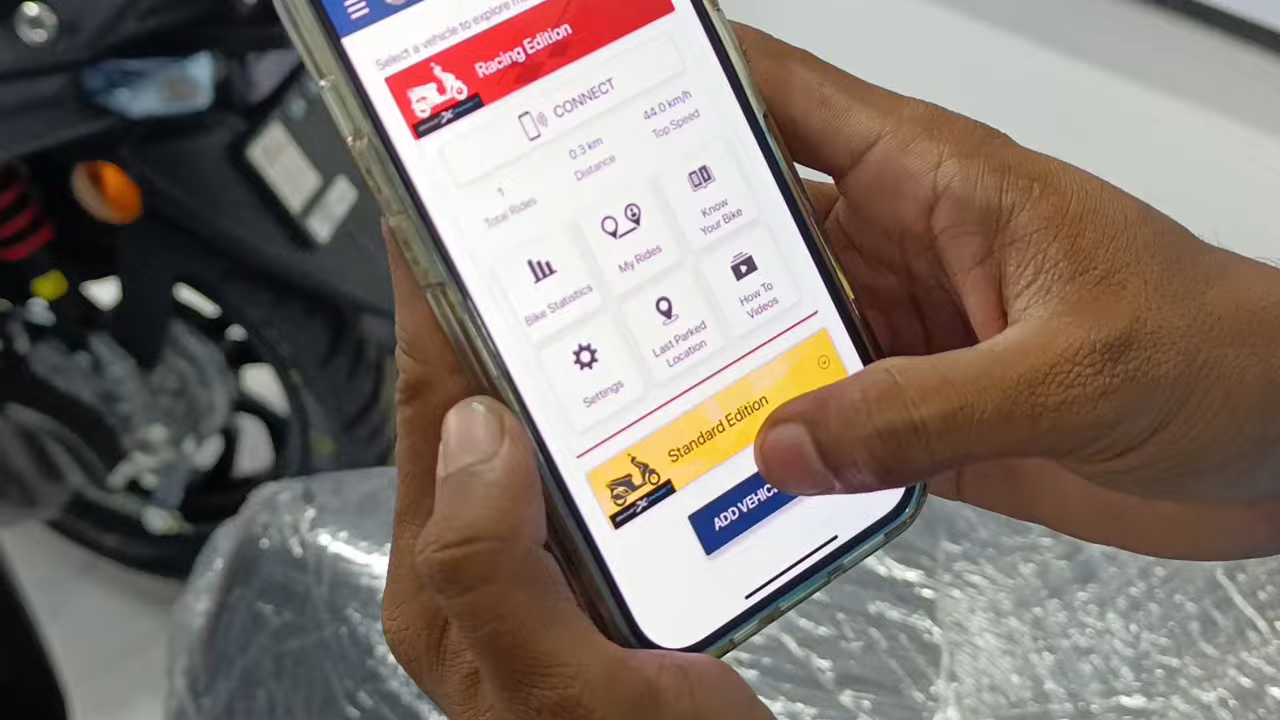 Select a vehicle to explore
Racing Edition
CONNECT
1
Total Rides
0.3 km
Distance
44.0 km/h
Top Speed
Bike Statistics
My Rides
Know
Your Bike
Settings
Last Parked
Location
How To
Videos
Standard Edition
ADD